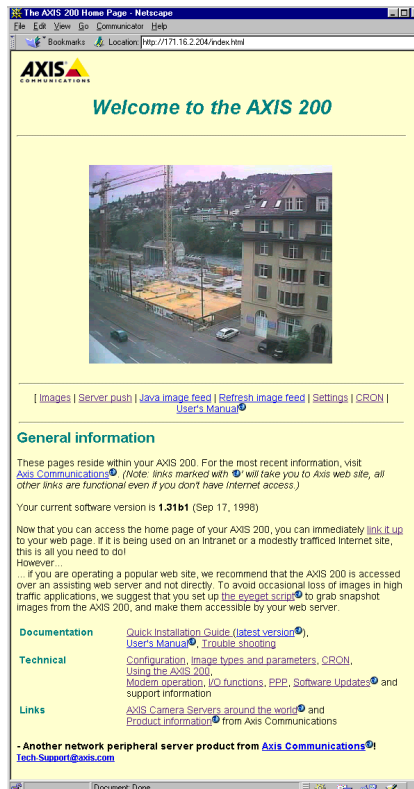 The AXIS 200 Home Page - Netscape
File Edit View Go Communicator Help
Bookmarks Location: http://171.16.2.204/index.html
AXIS
COMMUNICATIONS
Welcome to the AXIS 200
[ Images | Server push | Java image feed | Refresh image feed | Settings | CRON |
User's Manual
General information
These pages reside within your AXIS 200. For the most recent information, visit
Axis Communications. (Note: links marked with '' will take you to Axis web site, all
other links are functional even if you don't have Internet access.)
Your current software version is 1.31b1 (Sep 17, 1998)
Now that you can access the home page of your AXIS 200, you can immediately link it up
to your web page. If it is being used on an Intranet or a modestly trafficed Internet site,
this is all you need to do!
However...
... if you are operating a popular web site, we recommend that the AXIS 200 is accessed
over an assisting web server and not directly. To avoid occasional loss of images in high
traffic applications, we suggest that you set up the eyeget script to grab snapshot
images from the AXIS 200, and make them accessible by your web server.
Documentation Quick Installation Guide (latest version),
User's Manual, Trouble shooting
Technical Configuration, Image types and parameters, CRON,
Using the AXIS 200,
Modem operation, I/O functions, PPP, Software Updates and
support information
Links AXIS Camera Servers around the world and
Product information from Axis Communications
- Another network peripheral server product from Axis Communications!
Tech-Support@axis.com
Document: Done